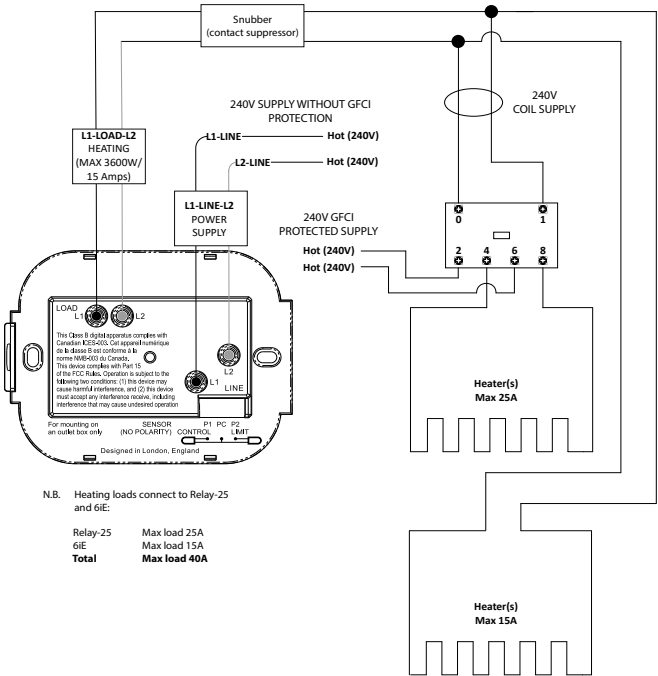 Snubber
(contact suppressor)
240V SUPPLY WITHOUT GFCI
PROTECTION
240V
COIL SUPPLY
L1-LINE
Hot (240V)
L2-LINE
Hot (240V)
L1-LOAD-L2
HEATING
(MAX 3600W/
15 Amps)
L1-LINE-L2
POWER
SUPPLY
240V GFCI
PROTECTED SUPPLY
Hot (240V)
Hot (240V)
0 1
2 4 6 8
LOAD
L1 L2
This Class B digital apparatus complies with
Canadian ICES-003. Cet appareil numérique
de la classe B est conforme à la
norme NMB-003 du Canada.
This device complies with Part 15
of the FCC Rules. Operation is subject to the
following two conditions: (1) this device may
cause harmful interference, and (2) this device
must accept any interference receive, including
interference that may cause undesired operation
L2
L1
LINE
For mounting on
an outlet box only
SENSOR
(NO POLARITY)
P1 PC P2
CONTROL LIMIT
Designed in London, England
Heater(s)
Max 25A
N.B. Heating loads connect to Relay-25
and 6iE:
Relay-25 Max load 25A
6iE Max load 15A
Total Max load 40A
Heater(s)
Max 15A